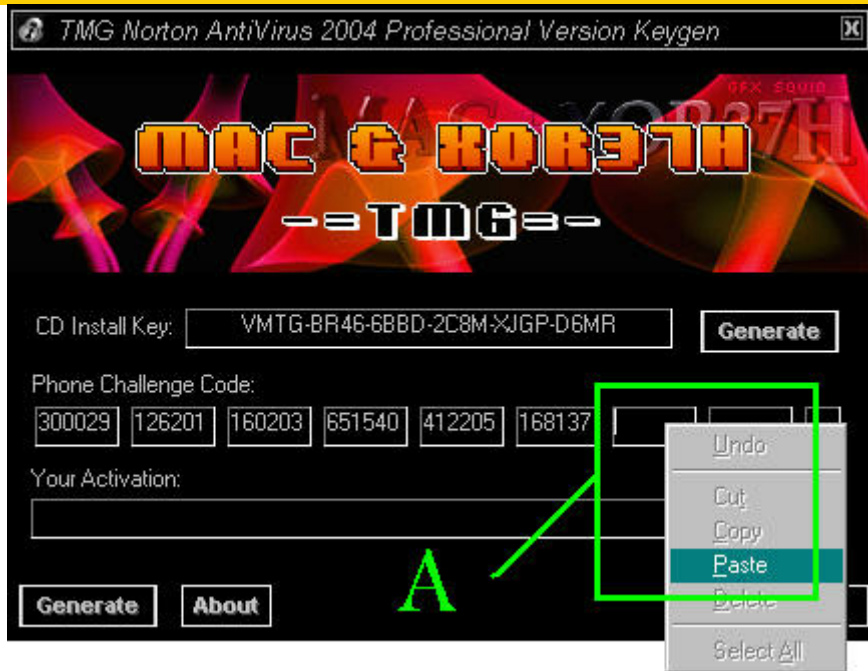 TMG Norton AntiVirus 2004 Professional Version Keygen
GFX SQUID
MAC & XOR37H
MAC & XOR37H
-=TMG=-
CD Install Key: VMTG-BR46-6BBD-2C8M-XJGP-D6MR Generate
Phone Challenge Code:
300029 126201 160203 651540 412205 168137
Undo
Your Activation:
Cut
Copy
A
Paste
Generate About
Delete
Select All